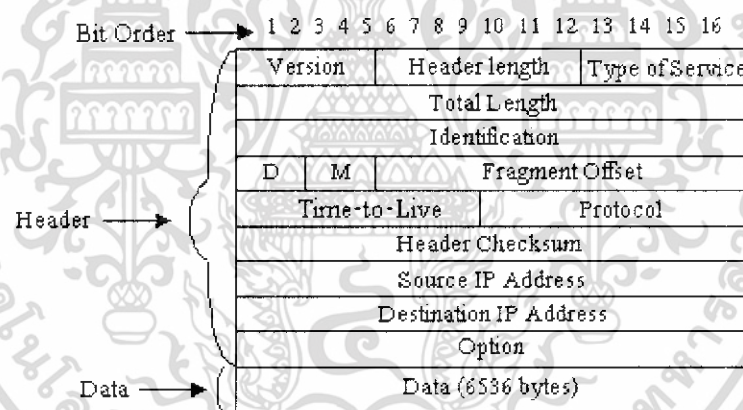 Bit Order 1 2 3 4 5 6 7 8 9 10 11 12 13 14 15 16
Version Header length Type of Service
Total Length
Identification
D M Fragment Offset
Time-to-Live Protocol
Header
Header Checksum
Source IP Address
Destination IP Address
Option
Data Data (6536 bytes)